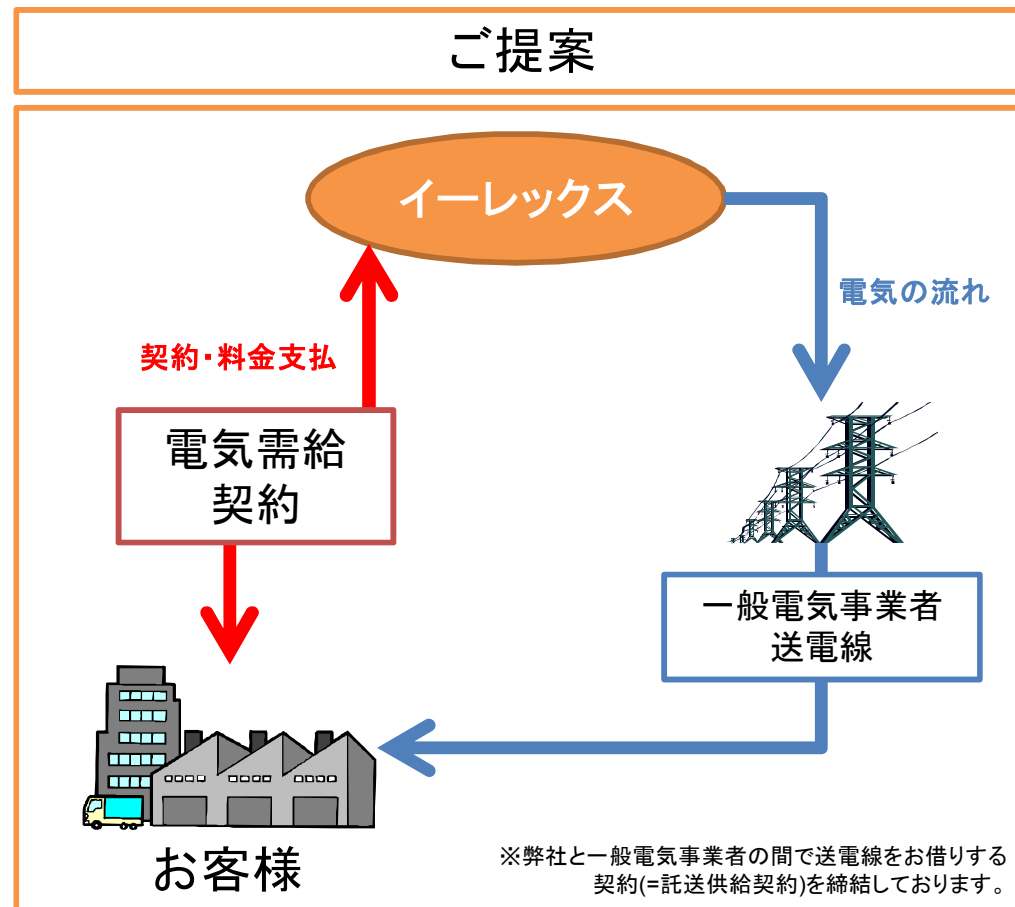 ご提案
イーレックス
電気の流れ
契約・料金支払
電気需給
契約
一般電気事業者
送電線
お客様
※弊社と一般電気事業者の間で送電線をお借りする
契約(=託送供給契約)を締結しております。